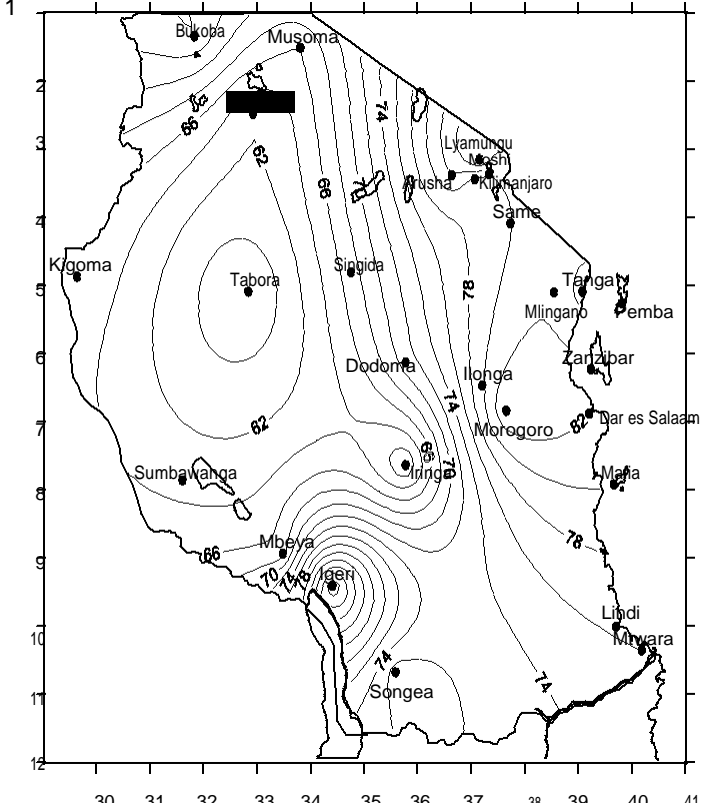 1
Bukoba
Musoma
2
74
66
3
Lyamungu
62
Moshi
66
70
Arusha
Kilimanjaro
4
Same
Kigoma
Singida
Tabora
78
Tanga
5
Mlingano
Pemba
6
Zanzibar
Dodoma
Ilonga
74
7
62
82
Dar es Salaam
Morogoro
66
70
Iringa
Sumbawanga
Mafia
8
Mbeya
78
9
66
70
74
78
Igeri
10
Lindi
Mtwara
74
11
74
Songea
12
30 31 32 33 34 35 36 37 38 39 40 41